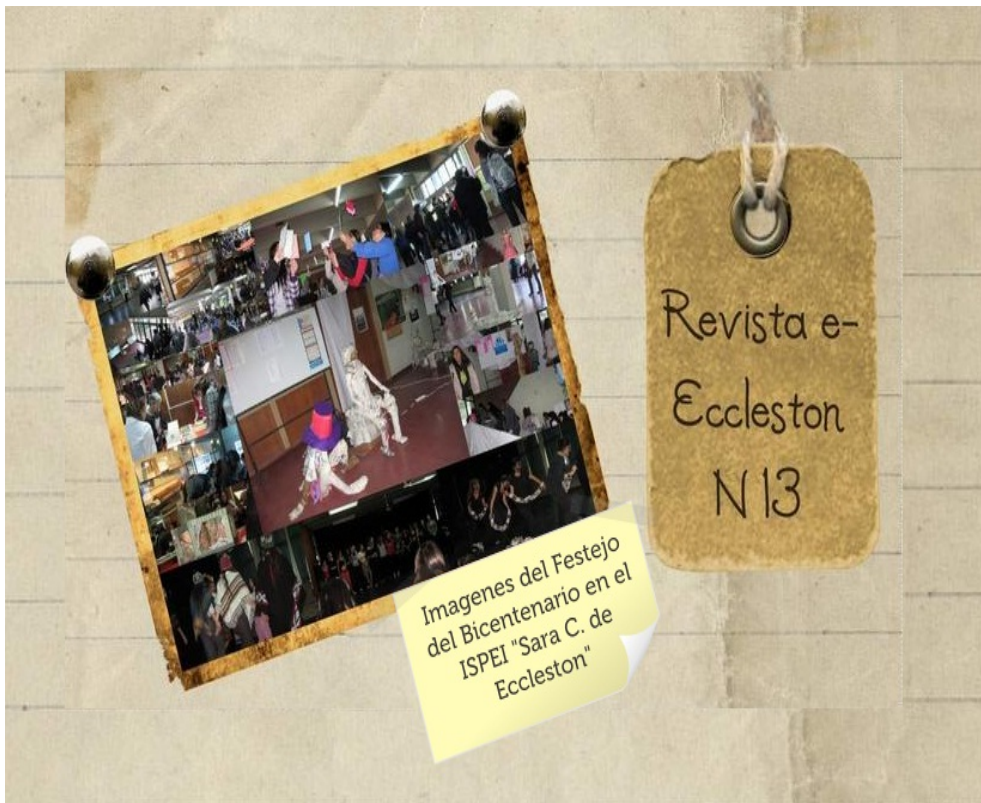 Revista e-
Eccleston
N 13
Imagenes del Festejo
del Bicentenario en el
ISPEI "Sara C. de
Eccleston"